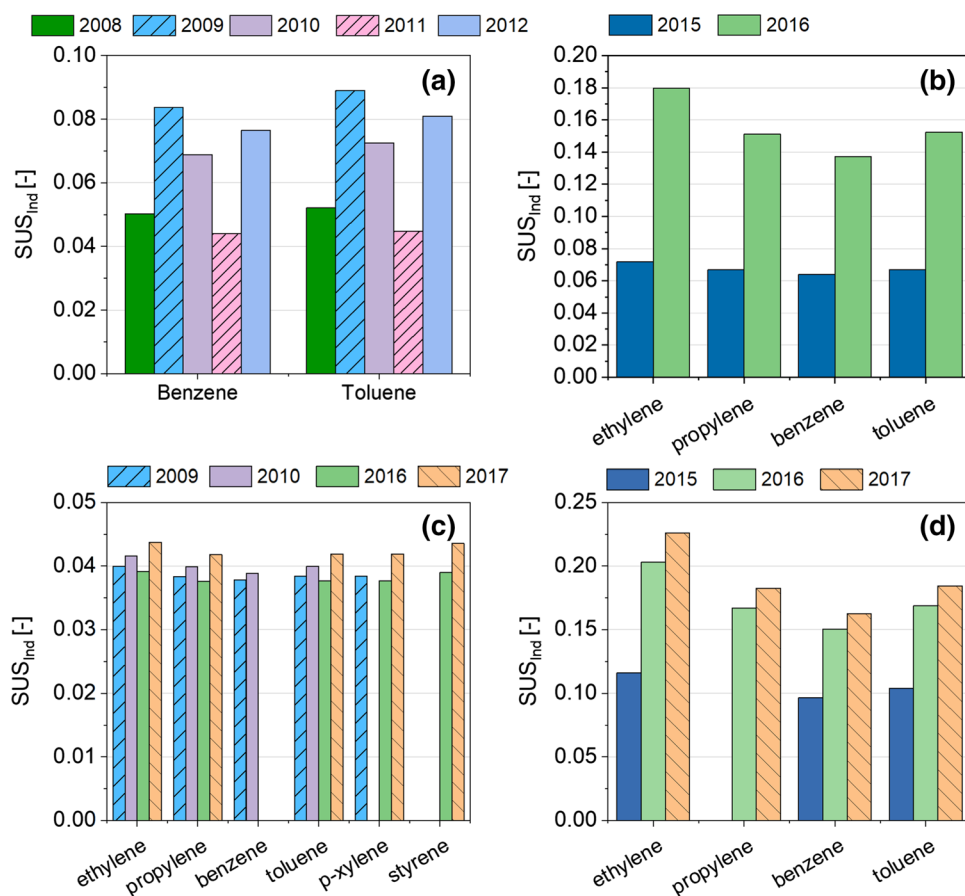 2008 2009 2010 2011 2012
(a)
SUS_Ind [-]
0.10
0.08
0.06
0.04
0.02
0.00
Benzene Toluene
2015 2016
(b)
SUS_Ind [-]
0.20
0.18
0.16
0.14
0.12
0.10
0.08
0.06
0.04
0.02
0.00
ethylene propylene benzene toluene
2009 2010 2016 2017
(c)
SUS_Ind [-]
0.05
0.04
0.03
0.02
0.01
0.00
ethylene propylene benzene toluene p-xylene styrene
2015 2016 2017
(d)
SUS_Ind [-]
0.25
0.20
0.15
0.10
0.05
0.00
ethylene propylene benzene toluene